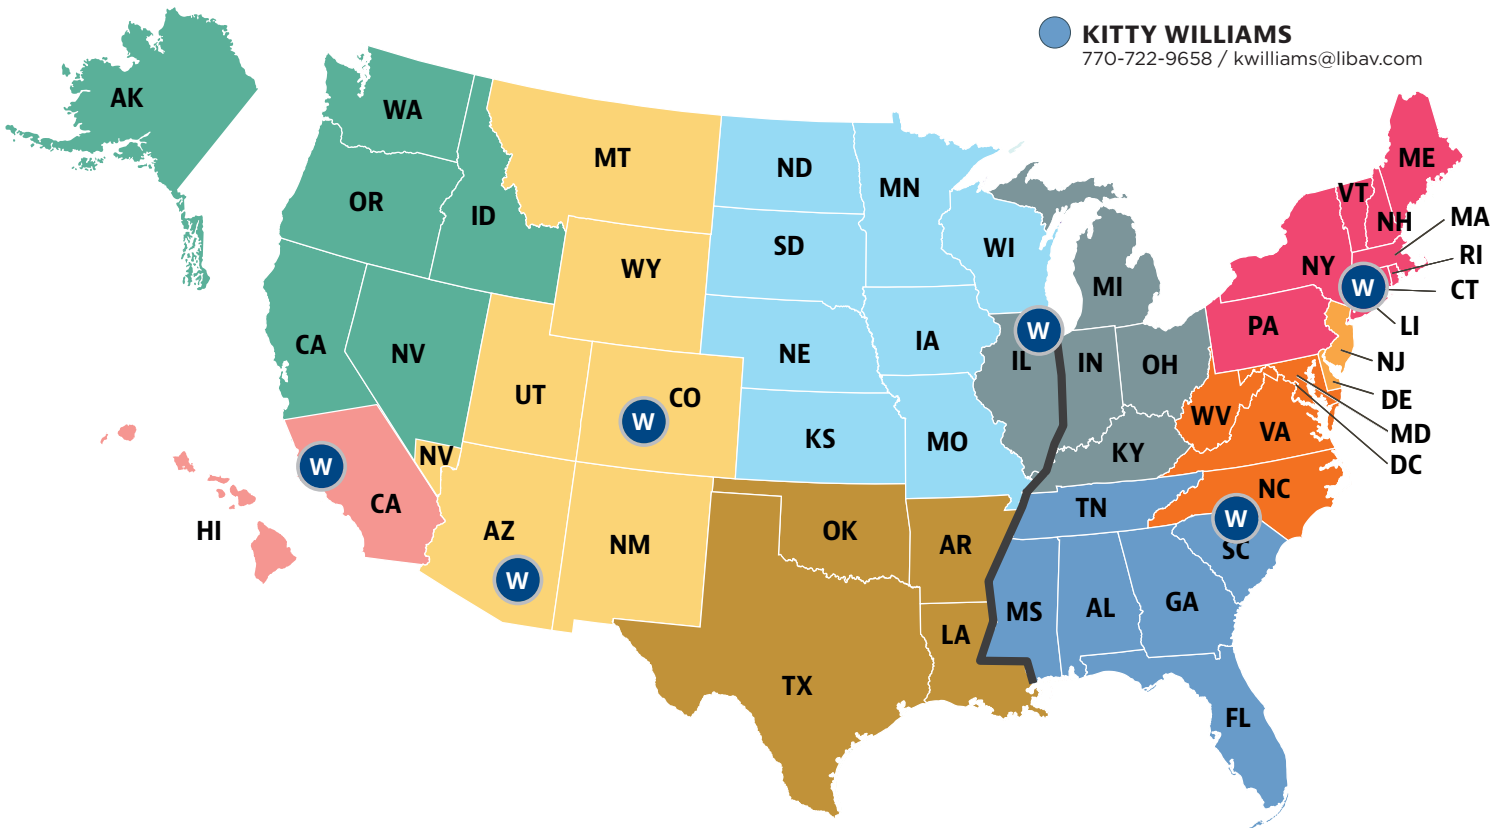 KITTY WILLIAMS
770-722-9658 / kwilliams@libav.com
AK
WA
MT
ND
MN
ME
VT
OR
ID
NH
MA
SD
WI
RI
WY
NY
MI
W
CT
LI
PA
W
CA
NV
NE
IA
IL
IN
OH
NJ
UT
CO
DE
W
WV
VA
MD
KS
MO
NV
KY
DC
W
CA
NC
TN
W
HI
AZ
NM
OK
AR
SC
W
MS
AL
GA
LA
TX
FL